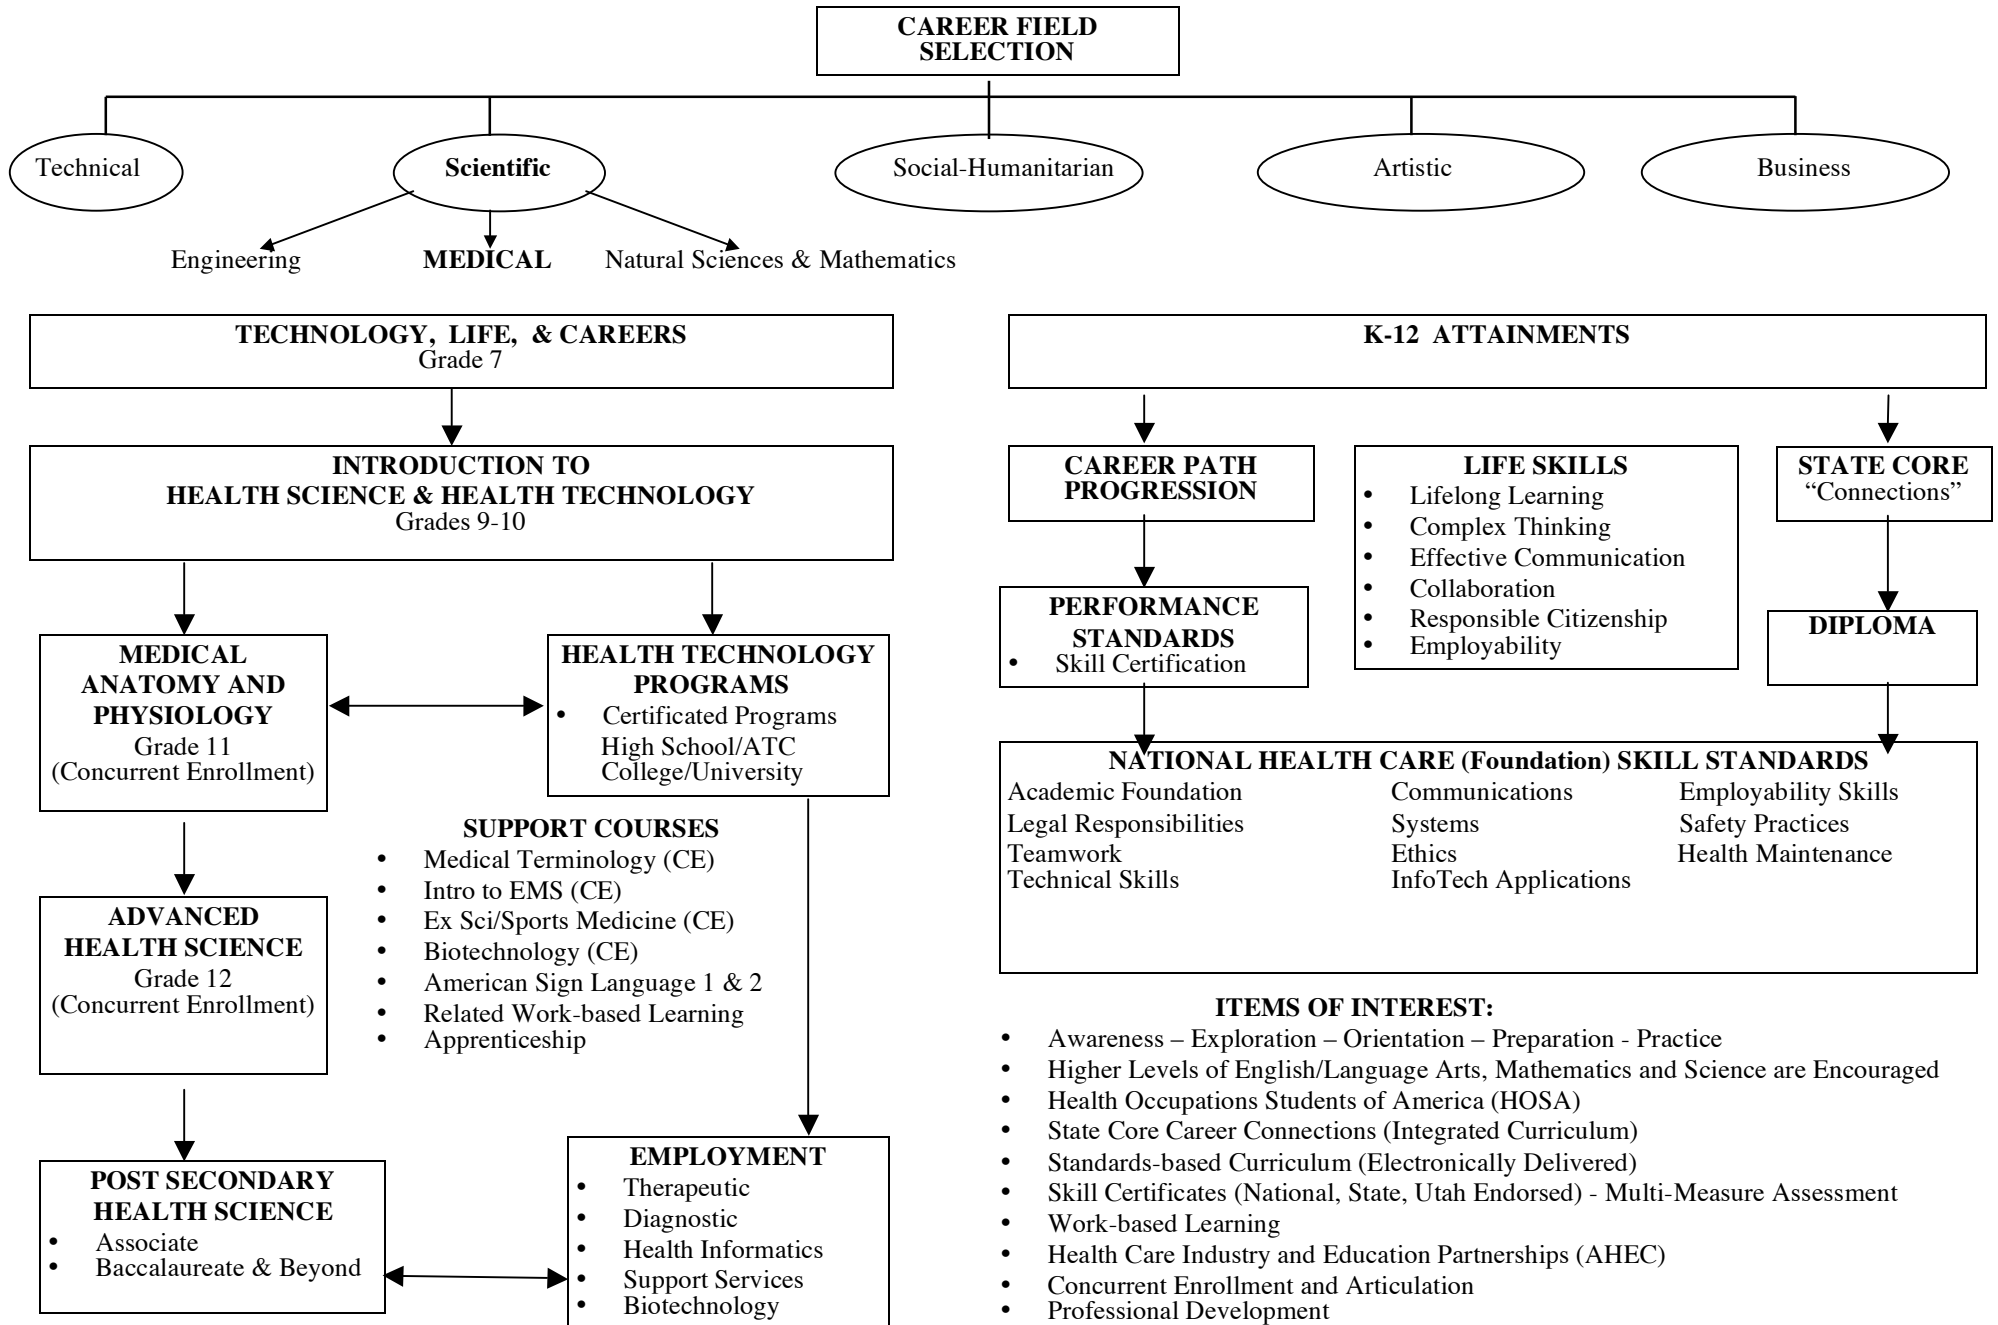 CAREER FIELD
SELECTION
Technical
Scientific
Social-Humanitarian
Artistic
Business
Engineering
MEDICAL
Natural Sciences & Mathematics
TECHNOLOGY, LIFE, & CAREERS
Grade 7
INTRODUCTION TO
HEALTH SCIENCE & HEALTH TECHNOLOGY
Grades 9-10
MEDICAL
ANATOMY AND
PHYSIOLOGY
Grade 11
(Concurrent Enrollment)
HEALTH TECHNOLOGY
PROGRAMS
• Certificated Programs
High School/ATC
College/University
SUPPORT COURSES
• Medical Terminology (CE)
• Intro to EMS (CE)
• Ex Sci/Sports Medicine (CE)
• Biotechnology (CE)
• American Sign Language 1 & 2
• Related Work-based Learning
• Apprenticeship
ADVANCED
HEALTH SCIENCE
Grade 12
(Concurrent Enrollment)
POST SECONDARY
HEALTH SCIENCE
• Associate
• Baccalaureate & Beyond
EMPLOYMENT
• Therapeutic
• Diagnostic
• Health Informatics
• Support Services
• Biotechnology
K-12 ATTAINMENTS
CAREER PATH
PROGRESSION
LIFE SKILLS
• Lifelong Learning
• Complex Thinking
• Effective Communication
• Collaboration
• Responsible Citizenship
• Employability
STATE CORE
“Connections”
PERFORMANCE
STANDARDS
• Skill Certification
DIPLOMA
NATIONAL HEALTH CARE (Foundation) SKILL STANDARDS
Academic Foundation Communications Employability Skills
Legal Responsibilities Systems Safety Practices
Teamwork Ethics Health Maintenance
Technical Skills InfoTech Applications
ITEMS OF INTEREST:
• Awareness – Exploration – Orientation – Preparation - Practice
• Higher Levels of English/Language Arts, Mathematics and Science are Encouraged
• Health Occupations Students of America (HOSA)
• State Core Career Connections (Integrated Curriculum)
• Standards-based Curriculum (Electronically Delivered)
• Skill Certificates (National, State, Utah Endorsed) - Multi-Measure Assessment
• Work-based Learning
• Health Care Industry and Education Partnerships (AHEC)
• Concurrent Enrollment and Articulation
• Professional Development